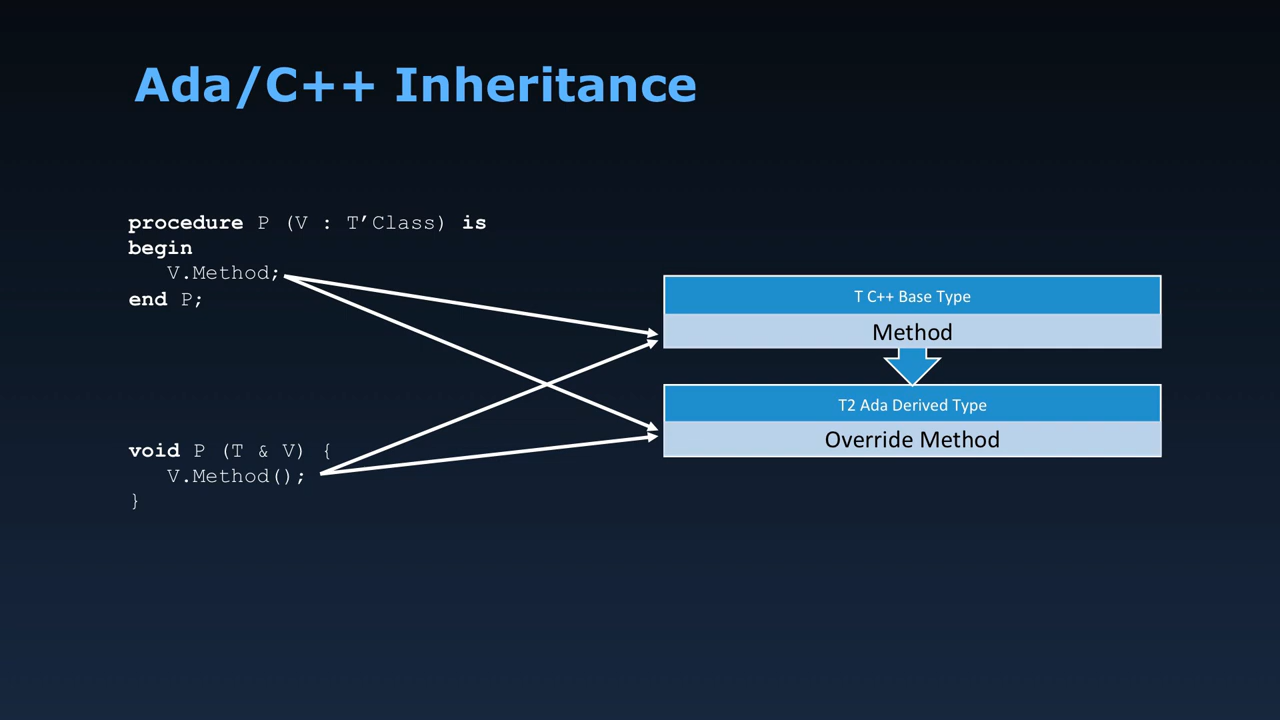 Ada/C++ Inheritance
procedure P (V : T’Class) is
begin
V.Method;
end P;
T C++ Base Type
Method
T2 Ada Derived Type
Override Method
void P (T & V) {
V.Method();
}